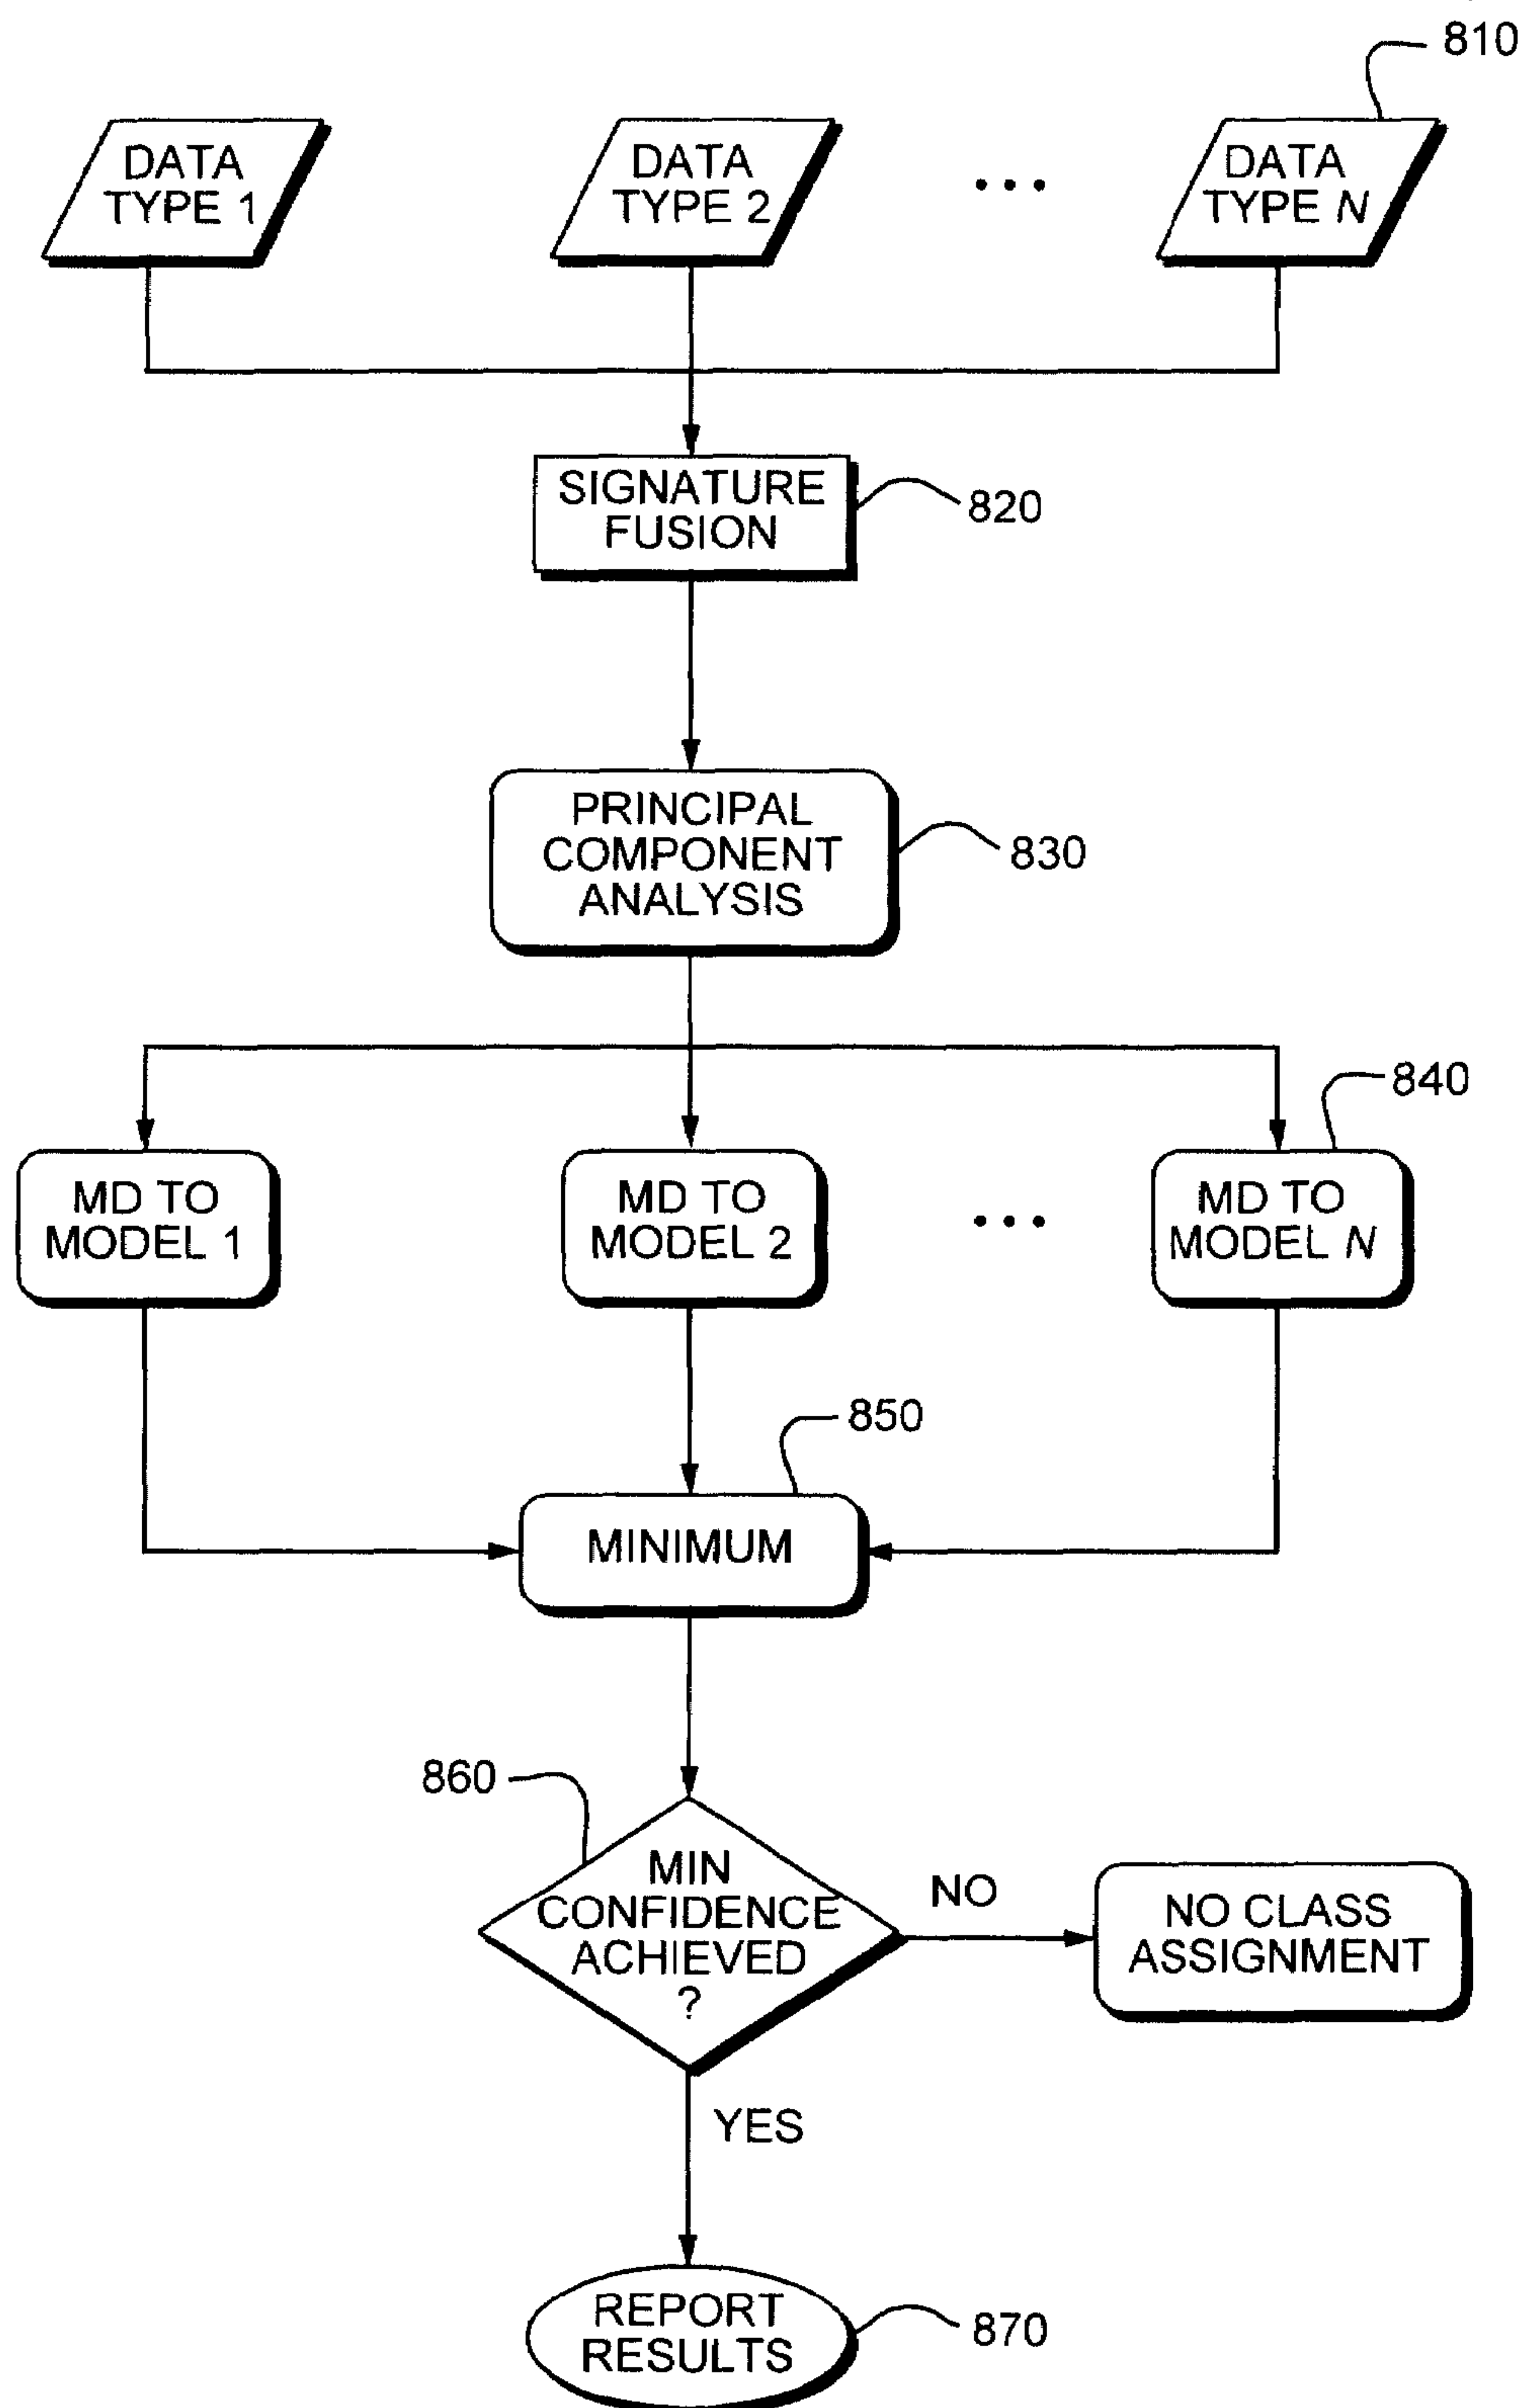 810
DATA
TYPE 1
DATA
TYPE 2
...
DATA
TYPE N
SIGNATURE
FUSION
820
PRINCIPAL
COMPONENT
ANALYSIS
830
840
MD TO
MODEL 1
MD TO
MODEL 2
...
MD TO
MODEL N
850
MINIMUM
860
MIN
CONFIDENCE
ACHIEVED
?
NO
NO CLASS
ASSIGNMENT
YES
REPORT
RESULTS
870